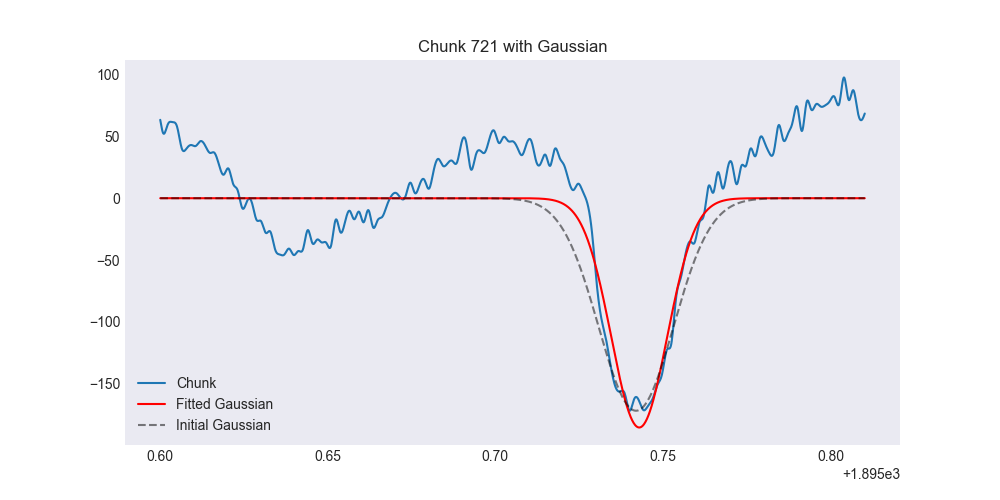 Chunk 721 with Gaussian
100
50
0
−50
−100
−150
Chunk
Fitted Gaussian
Initial Gaussian
0.60 0.65 0.70 0.75 0.80
+1.895e3